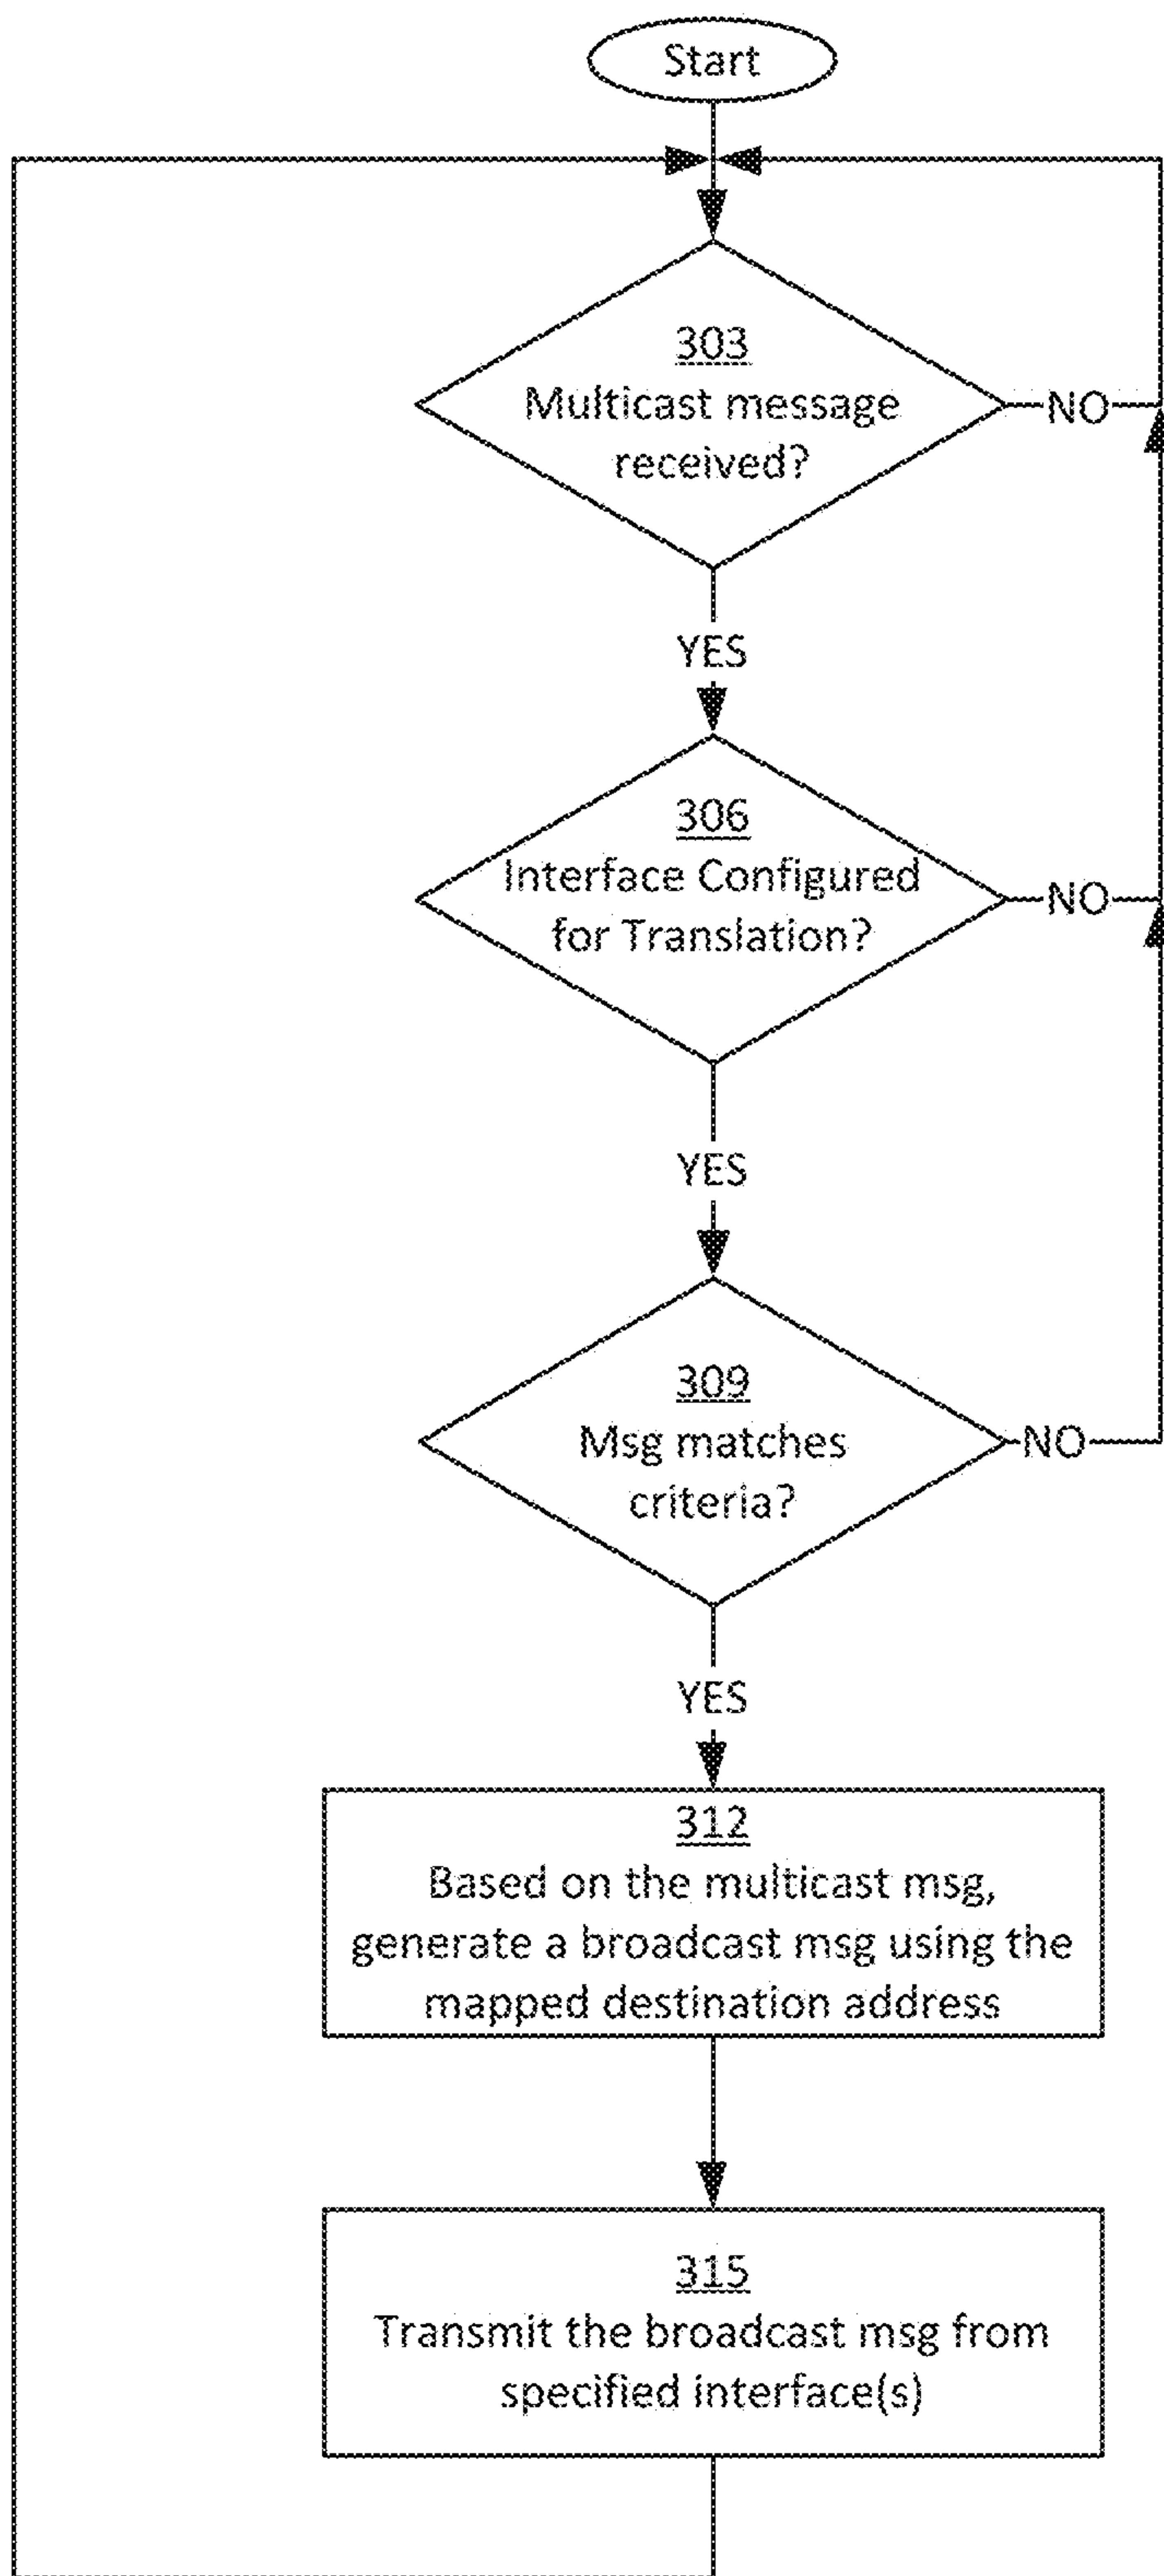 Start
303
Multicast message
received?
NO
YES
306
Interface Configured
for Translation?
NO
YES
309
Msg matches
criteria?
NO
YES
312
Based on the multicast msg,
generate a broadcast msg using the
mapped destination address
315
Transmit the broadcast msg from
specified interface(s)